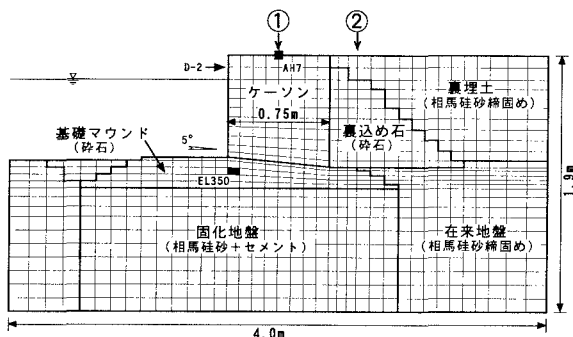 ① ②
D-2
AH7
ケーソン
0.75m
裏埋土
(相馬硅砂締固め)
裏込め石
(砕石)
基礎マウンド
(砕石)
5°
EL350
固化地盤
(相馬硅砂+セメント)
在来地盤
(相馬硅砂締固め)
1.9m
4.0m